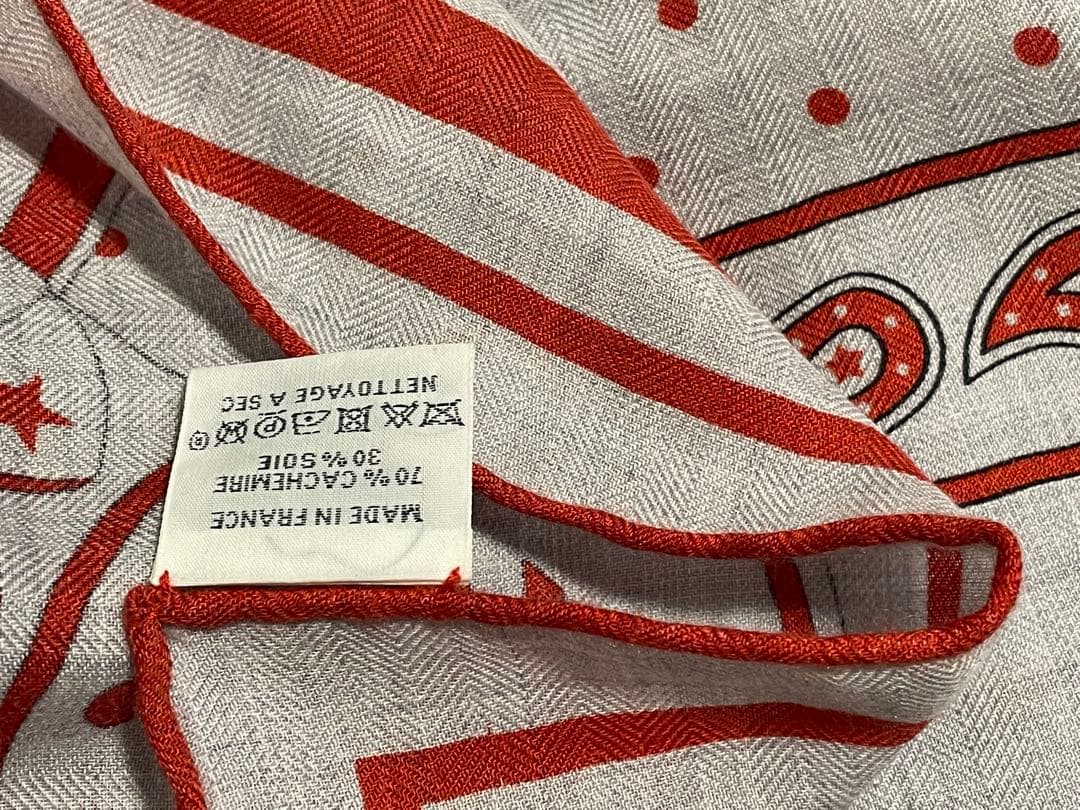 MADE IN FRANCE
70% CACHEMIRE
30% SOIE
®
NETTOYAGE A SEC